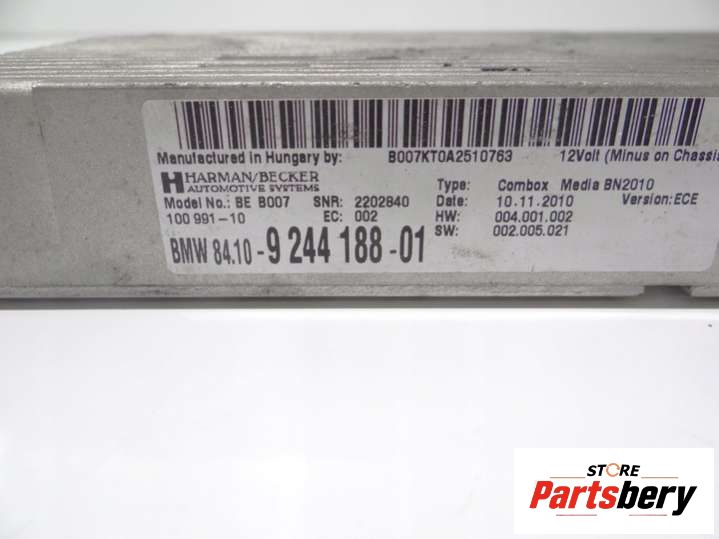 Manufactured in Hungary by: B007KT0A2510763 12Volt (Minus on Chassis
HARMAN/BECKER
AUTOMOTIVE SYSTEMS
Type: Combox Media BN2010
Model No.: BE B007 SNR: 2202840 Date: 10.11.2010 Version:ECE
100 991-10 EC: 002 HW: 004.001.002
SW: 002.005.021
BMW 84.10 - 9 244 188 - 01
STORE
Partsbery